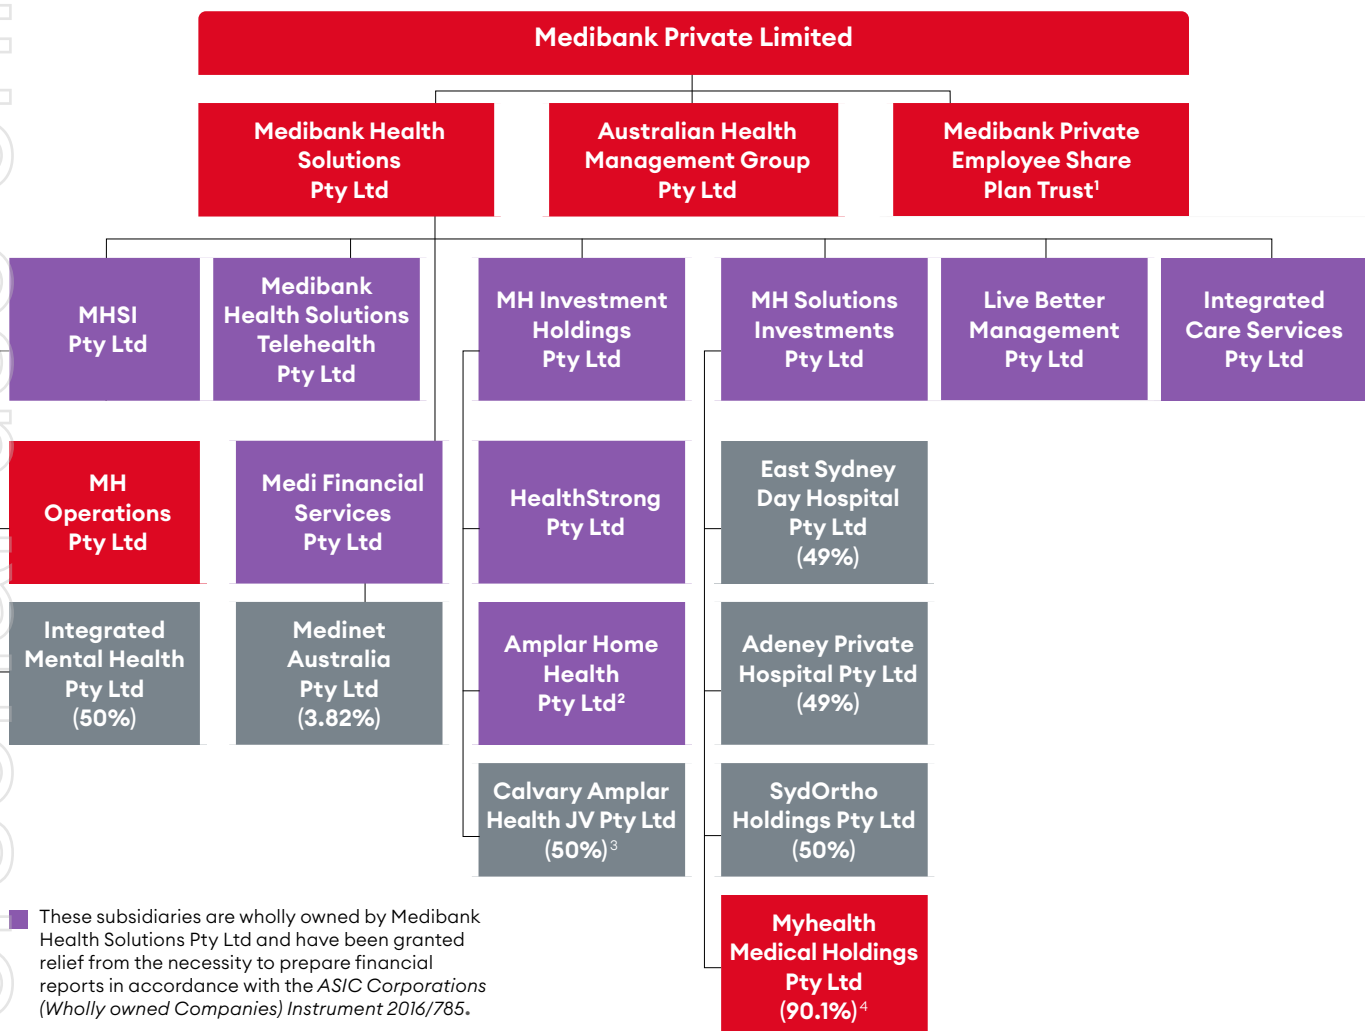 Medibank Private Limited
Medibank Health
Solutions
Pty Ltd
Australian Health
Management Group
Pty Ltd
Medibank Private
Employee Share
Plan Trust¹
MHSI
Pty Ltd
Medibank
Health Solutions
Telehealth
Pty Ltd
MH Investment
Holdings
Pty Ltd
MH Solutions
Investments
Pty Ltd
Live Better
Management
Pty Ltd
Integrated
Care Services
Pty Ltd
MH
Operations
Pty Ltd
Medi Financial
Services
Pty Ltd
HealthStrong
Pty Ltd
East Sydney
Day Hospital
Pty Ltd
(49%)
Integrated
Mental Health
Pty Ltd
(50%)
Medinet
Australia
Pty Ltd
(3.82%)
Amplar Home
Health
Pty Ltd²
Adeney Private
Hospital Pty Ltd
(49%)
Calvary Amplar
Health JV Pty Ltd
(50%)³
SydOrtho
Holdings Pty Ltd
(50%)
Myhealth
Medical Holdings
Pty Ltd
(90.1%)⁴
These subsidiaries are wholly owned by Medibank
Health Solutions Pty Ltd and have been granted
relief from the necessity to prepare financial
reports in accordance with the ASIC Corporations
(Wholly owned Companies) Instrument 2016/785.